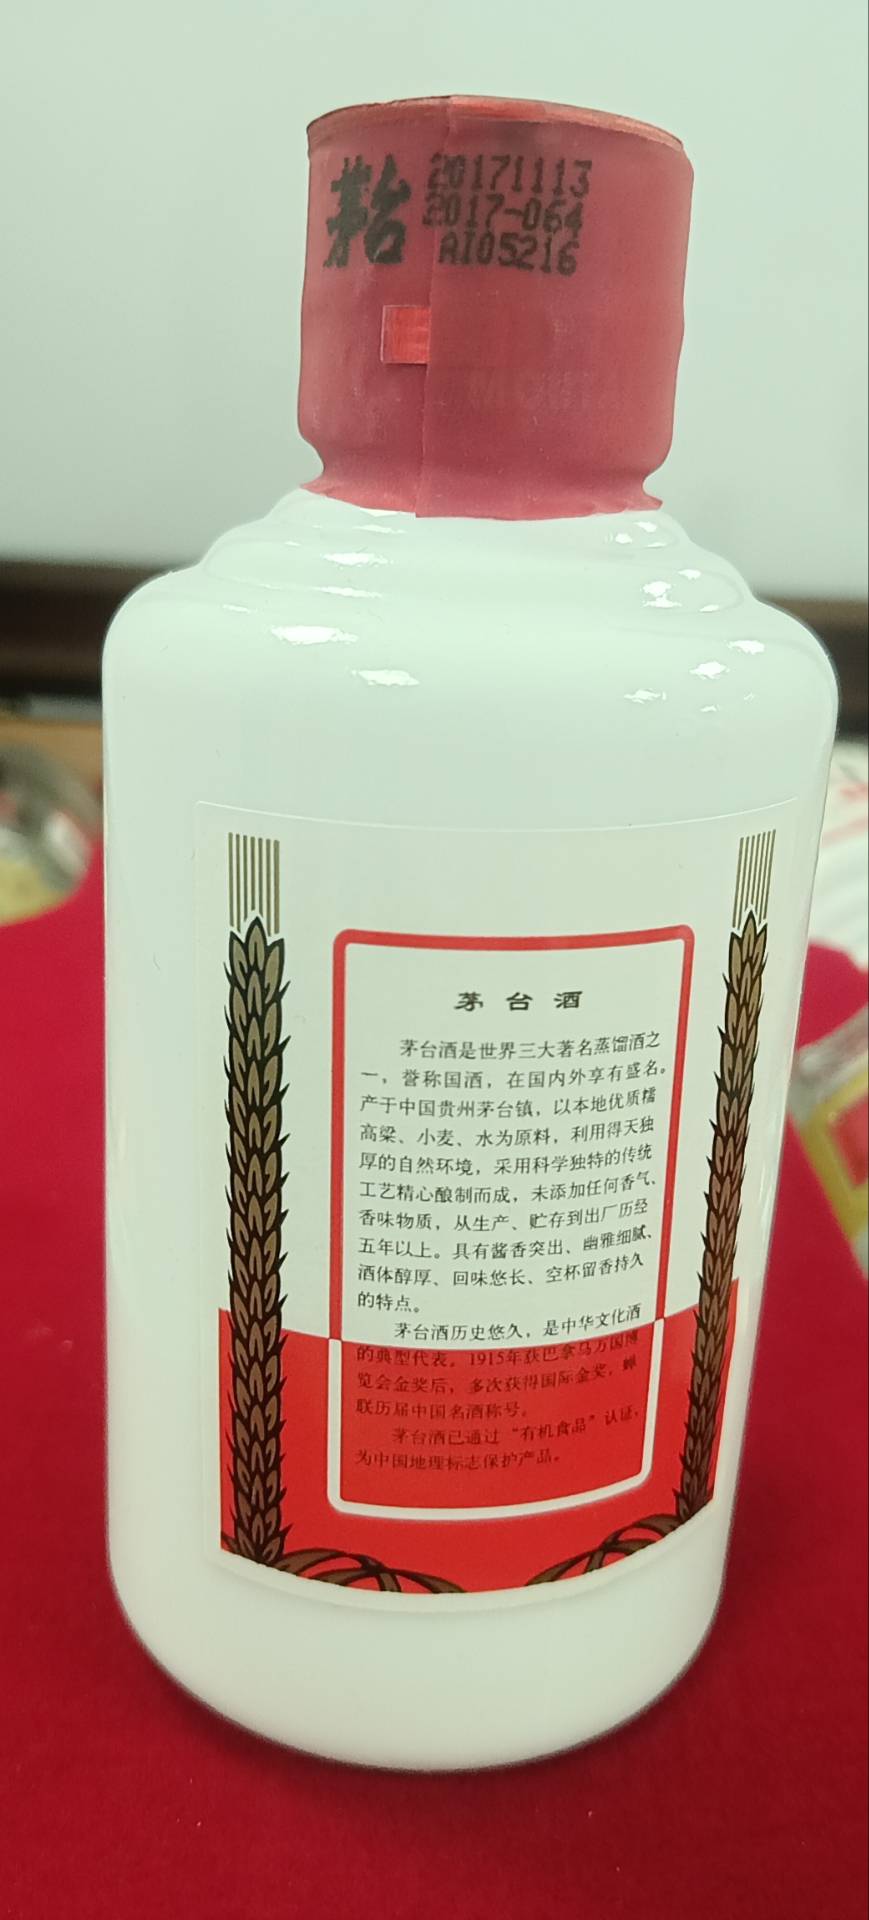 茅台
20171113
2017-064
AI05216
茅台酒
茅台酒是世界三大著名蒸馏酒之
一，誉称国酒，在国内外享有盛名。
产于中国贵州茅台镇，以本地优质糯
高粱、小麦、水为原料，利用得天独
厚的自然环境，采用科学独特的传统
工艺精心酿制而成，未添加任何香气、
香味物质，从生产、贮存到出厂历经
五年以上。具有酱香突出、幽雅细腻、
酒体醇厚、回味悠长、空杯留香持久
的特点。
茅台酒历史悠久，是中华文化酒
的典型代表。1915年获巴拿马万国博
览会金奖后，多次获得国际金奖，蝉
联历届中国名酒称号。
茅台酒已通过“有机食品”认证，
为中国地理标志保护产品。